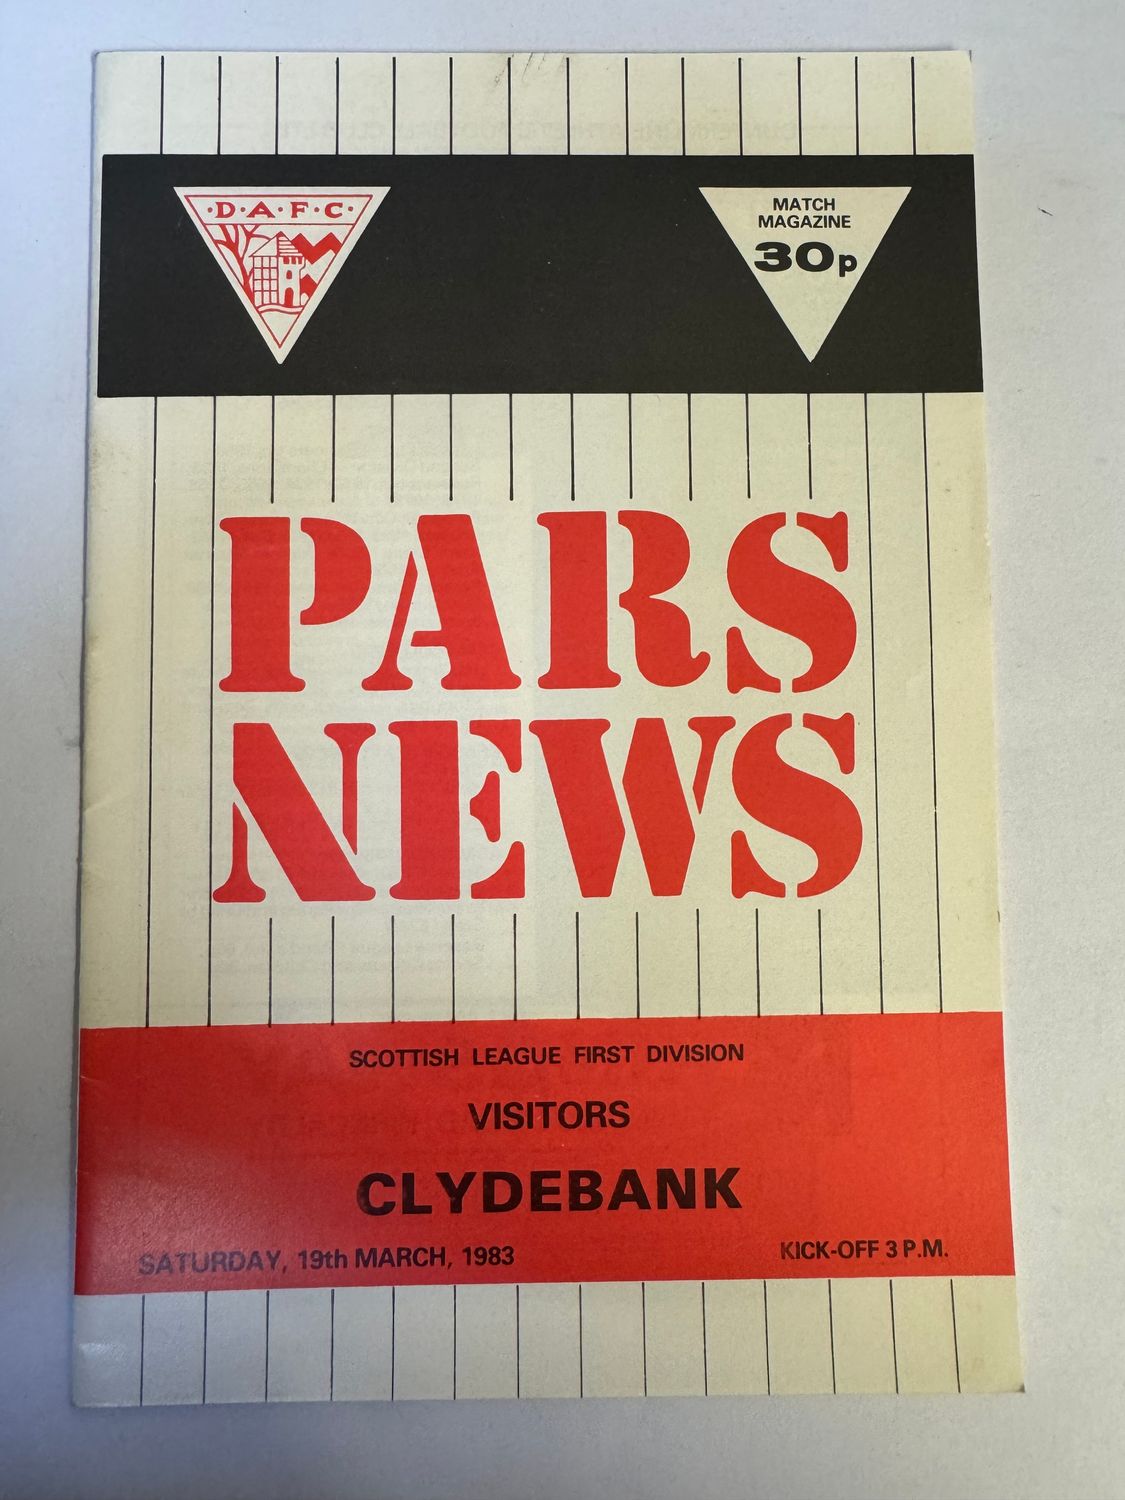 ·D·A·F·C·
MATCH
MAGAZINE
30p
PARS
NEWS
SCOTTISH LEAGUE FIRST DIVISION
VISITORS
CLYDEBANK
SATURDAY, 19th MARCH, 1983
KICK-OFF 3 P.M.